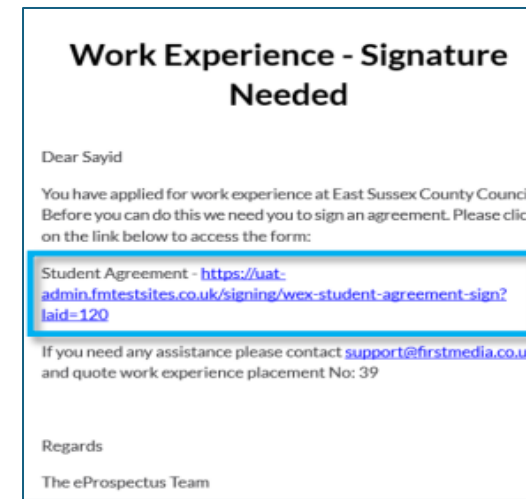 Work Experience - Signature
Needed
Dear Sayid
You have applied for work experience at East Sussex County Counci
Before you can do this we need you to sign an agreement. Please clic
on the link below to access the form:
Student Agreement - https://uat-
admin.fmtestsites.co.uk/signing/wex-student-agreement-sign?
laid=120
If you need any assistance please contact support@firstmedia.co.u
and quote work experience placement No: 39
Regards
The eProspectus Team